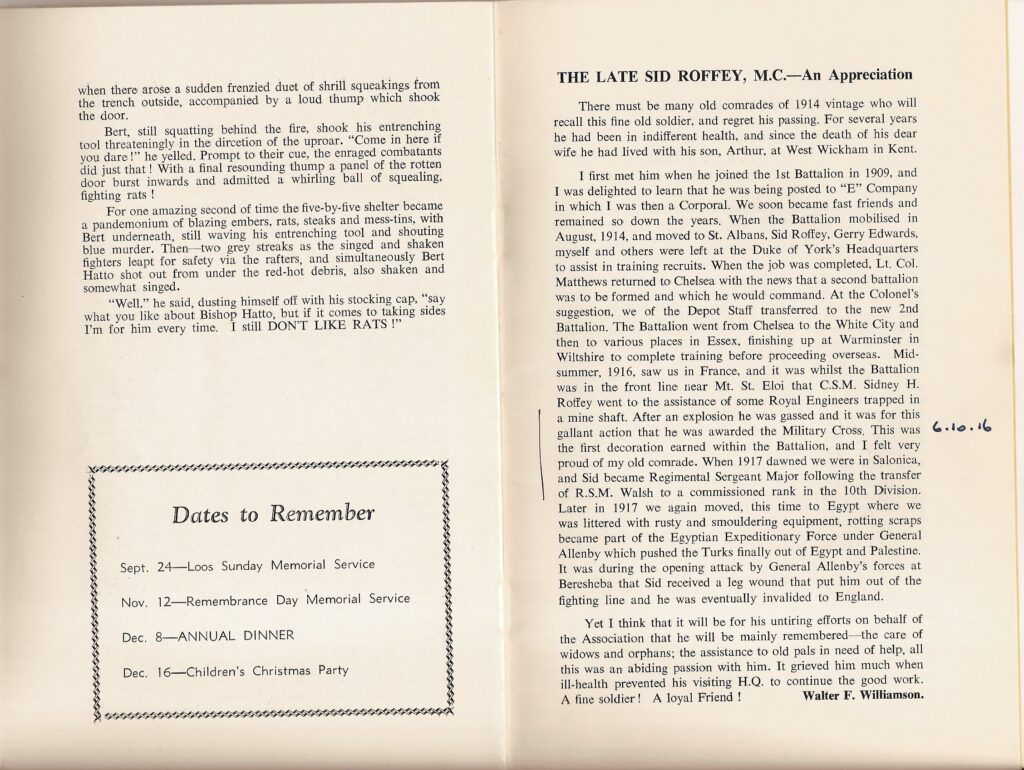 when there arose a sudden frenzied duet of shrill squeakings from
the trench outside, accompanied by a loud thump which shook
the door.
Bert, still squatting behind the fire, shook his entrenching
tool threateningly in the dircetion of the uproar. “Come in here if
you dare!” he yelled. Prompt to their cue, the enraged combatants
did just that! With a final resounding thump a panel of the rotten
door burst inwards and admitted a whirling ball of squealing,
fighting rats !
For one amazing second of time the five-by-five shelter became
a pandemonium of blazing embers, rats, steaks and mess-tins, with
Bert underneath, still waving his entrenching tool and shouting
blue murder. Then—two grey streaks as the singed and shaken
fighters leapt for safety via the rafters, and simultaneously Bert
Hatto shot out from under the red-hot debris, also shaken and
somewhat singed.
“Well,” he said, dusting himself off with his stocking cap, “say
what you like about Bishop Hatto, but if it comes to taking sides
I’m for him every time. I still DON’T LIKE RATS !”
Dates to Remember
Sept. 24—Loos Sunday Memorial Service
Nov. 12—Remembrance Day Memorial Service
Dec. 8—ANNUAL DINNER
Dec. 16—Children’s Christmas Party
THE LATE SID ROFFEY, M.C.—An Appreciation
There must be many old comrades of 1914 vintage who will
recall this fine old soldier, and regret his passing. For several years
he had been in indifferent health, and since the death of his dear
wife he had lived with his son, Arthur, at West Wickham in Kent.
I first met him when he joined the 1st Battalion in 1909, and
I was delighted to learn that he was being posted to “E” Company
in which I was then a Corporal. We soon became fast friends and
remained so down the years. When the Battalion mobilised in
August, 1914, and moved to St. Albans, Sid Roffey, Gerry Edwards,
myself and others were left at the Duke of York’s Headquarters
to assist in training recruits. When the job was completed, Lt. Col.
Matthews returned to Chelsea with the news that a second battalion
was to be formed and which he would command. At the Colonel’s
suggestion, we of the Depot Staff transferred to the new 2nd
Battalion. The Battalion went from Chelsea to the White City and
then to various places in Essex, finishing up at Warminster in
Wiltshire to complete training before proceeding overseas. Mid-
summer, 1916, saw us in France, and it was whilst the Battalion
was in the front line near Mt. St. Eloi that C.S.M. Sidney H.
Roffey went to the assistance of some Royal Engineers trapped in
a mine shaft. After an explosion he was gassed and it was for this
gallant action that he was awarded the Military Cross. This was
6.10.16
the first decoration earned within the Battalion, and I felt very
proud of my old comrade. When 1917 dawned we were in Salonica,
and Sid became Regimental Sergeant Major following the transfer
of R.S.M. Walsh to a commissioned rank in the 10th Division.
Later in 1917 we again moved, this time to Egypt where we
was littered with rusty and smouldering equipment, rotting scraps
became part of the Egyptian Expeditionary Force under General
Allenby which pushed the Turks finally out of Egypt and Palestine.
It was during the opening attack by General Allenby’s forces at
Beresheba that Sid received a leg wound that put him out of the
fighting line and he was eventually invalided to England.
Yet I think that it will be for his untiring efforts on behalf of
the Association that he will be mainly remembered—the care of
widows and orphans; the assistance to old pals in need of help, all
this was an abiding passion with him. It grieved him much when
ill-health prevented his visiting H.Q. to continue the good work.
A fine soldier! A loyal Friend ! Walter F. Williamson.